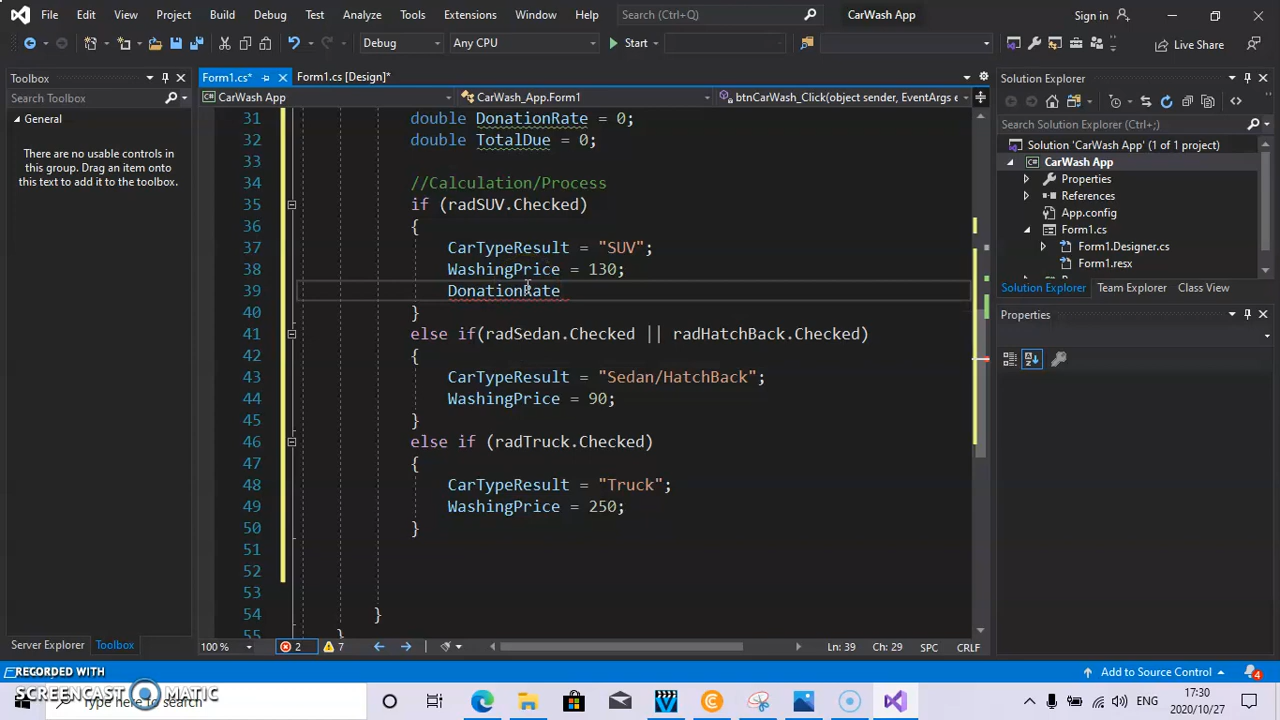 File Edit View Project Build Debug Test Analyze Tools Extensions Window Help Search (Ctrl+Q) CarWash App Sign in
Debug Any CPU Start Live Share
Toolbox
Search Toolbox
General
There are no usable controls in
this group. Drag an item onto
this text to add it to the toolbox.
Server Explorer Toolbox
Form1.cs* Form1.cs [Design]*
CarWash App CarWash_App.Form1 btnCarWash_Click(object sender, EventArgs e)
31 double DonationRate = 0;
32 double TotalDue = 0;
33
34 //Calculation/Process
35 if (radSUV.Checked)
36 {
37 CarTypeResult = "SUV";
38 WashingPrice = 130;
39 DonationRate
40 }
41 else if(radSedan.Checked || radHatchBack.Checked)
42 {
43 CarTypeResult = "Sedan/HatchBack";
44 WashingPrice = 90;
45 }
46 else if (radTruck.Checked)
47 {
48 CarTypeResult = "Truck";
49 WashingPrice = 250;
50 }
51
52
53
54 }
55 }
100 % 2 7 Ln: 39 Ch: 29 SPC CRLF
Solution Explorer
Search Solution Explorer (Ctrl+;)
Solution 'CarWash App' (1 of 1 project)
CarWash App
Properties
References
App.config
Form1.cs
Form1.Designer.cs
Form1.resx
Solution Explorer Team Explorer Class View
Properties
Add to Source Control 4
RECORDED WITH
SCREENCAST MATIC
Type here to search
ENG 17:30
2020/10/27